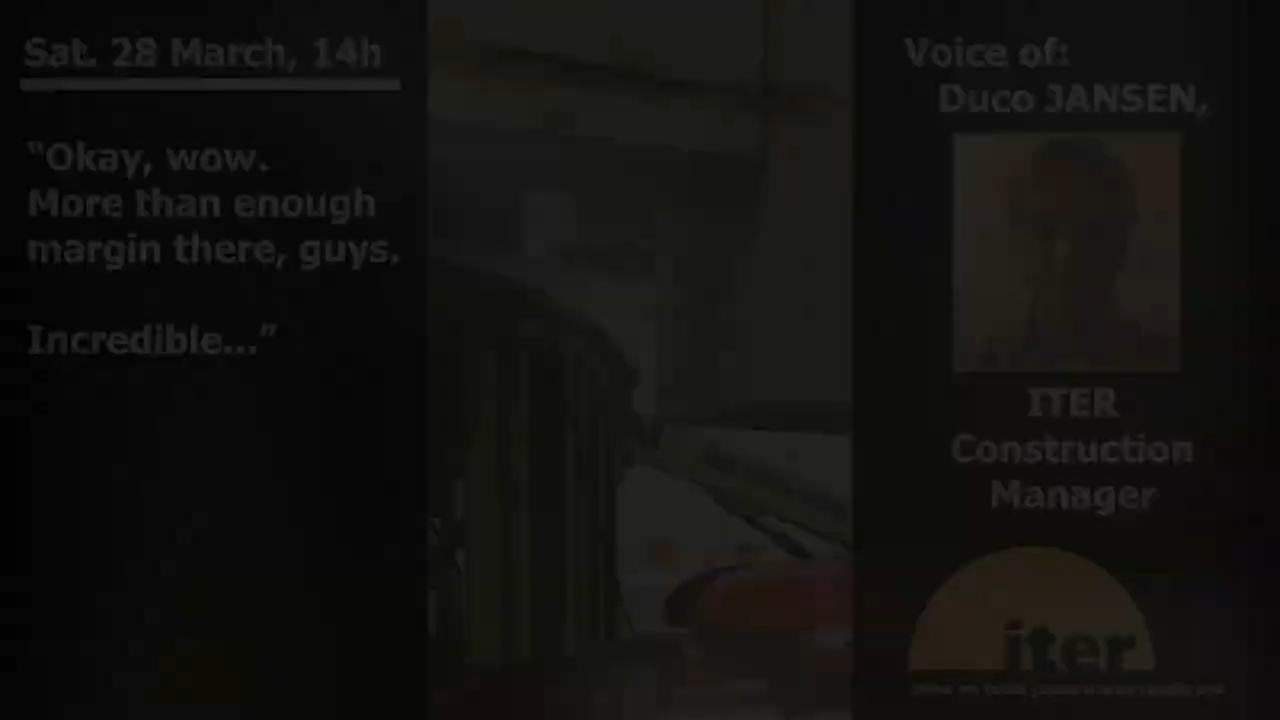 Sat. 28 March, 14h
“Okay, wow.
More than enough
margin there, guys.
Incredible...”
Voice of:
Duco JANSEN,
ITER
Construction
Manager
iter